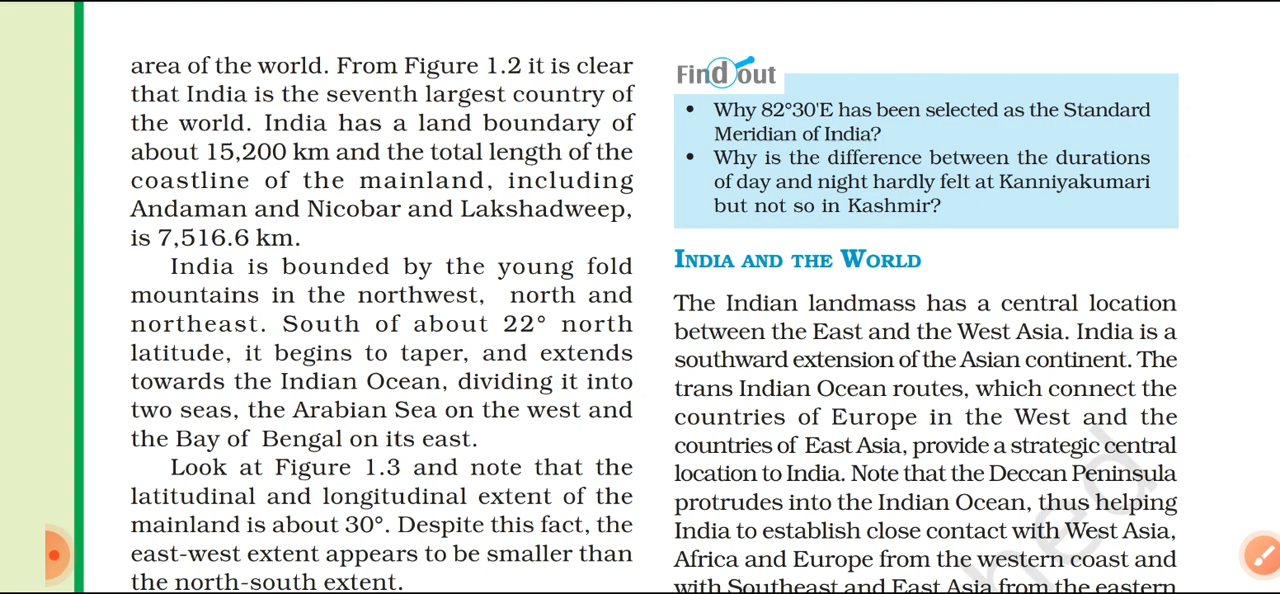 area of the world. From Figure 1.2 it is clear
that India is the seventh largest country of
the world. India has a land boundary of
about 15,200 km and the total length of the
coastline of the mainland, including
Andaman and Nicobar and Lakshadweep,
is 7,516.6 km.
India is bounded by the young fold
mountains in the northwest, north and
northeast. South of about 22° north
latitude, it begins to taper, and extends
towards the Indian Ocean, dividing it into
two seas, the Arabian Sea on the west and
the Bay of Bengal on its east.
Look at Figure 1.3 and note that the
latitudinal and longitudinal extent of the
mainland is about 30°. Despite this fact, the
east-west extent appears to be smaller than
the north-south extent.
Find out
• Why 82°30'E has been selected as the Standard
Meridian of India?
• Why is the difference between the durations
of day and night hardly felt at Kanniyakumari
but not so in Kashmir?
INDIA AND THE WORLD
The Indian landmass has a central location
between the East and the West Asia. India is a
southward extension of the Asian continent. The
trans Indian Ocean routes, which connect the
countries of Europe in the West and the
countries of East Asia, provide a strategic central
location to India. Note that the Deccan Peninsula
protrudes into the Indian Ocean, thus helping
India to establish close contact with West Asia,
Africa and Europe from the western coast and
with Southeast and East Asia from the eastern